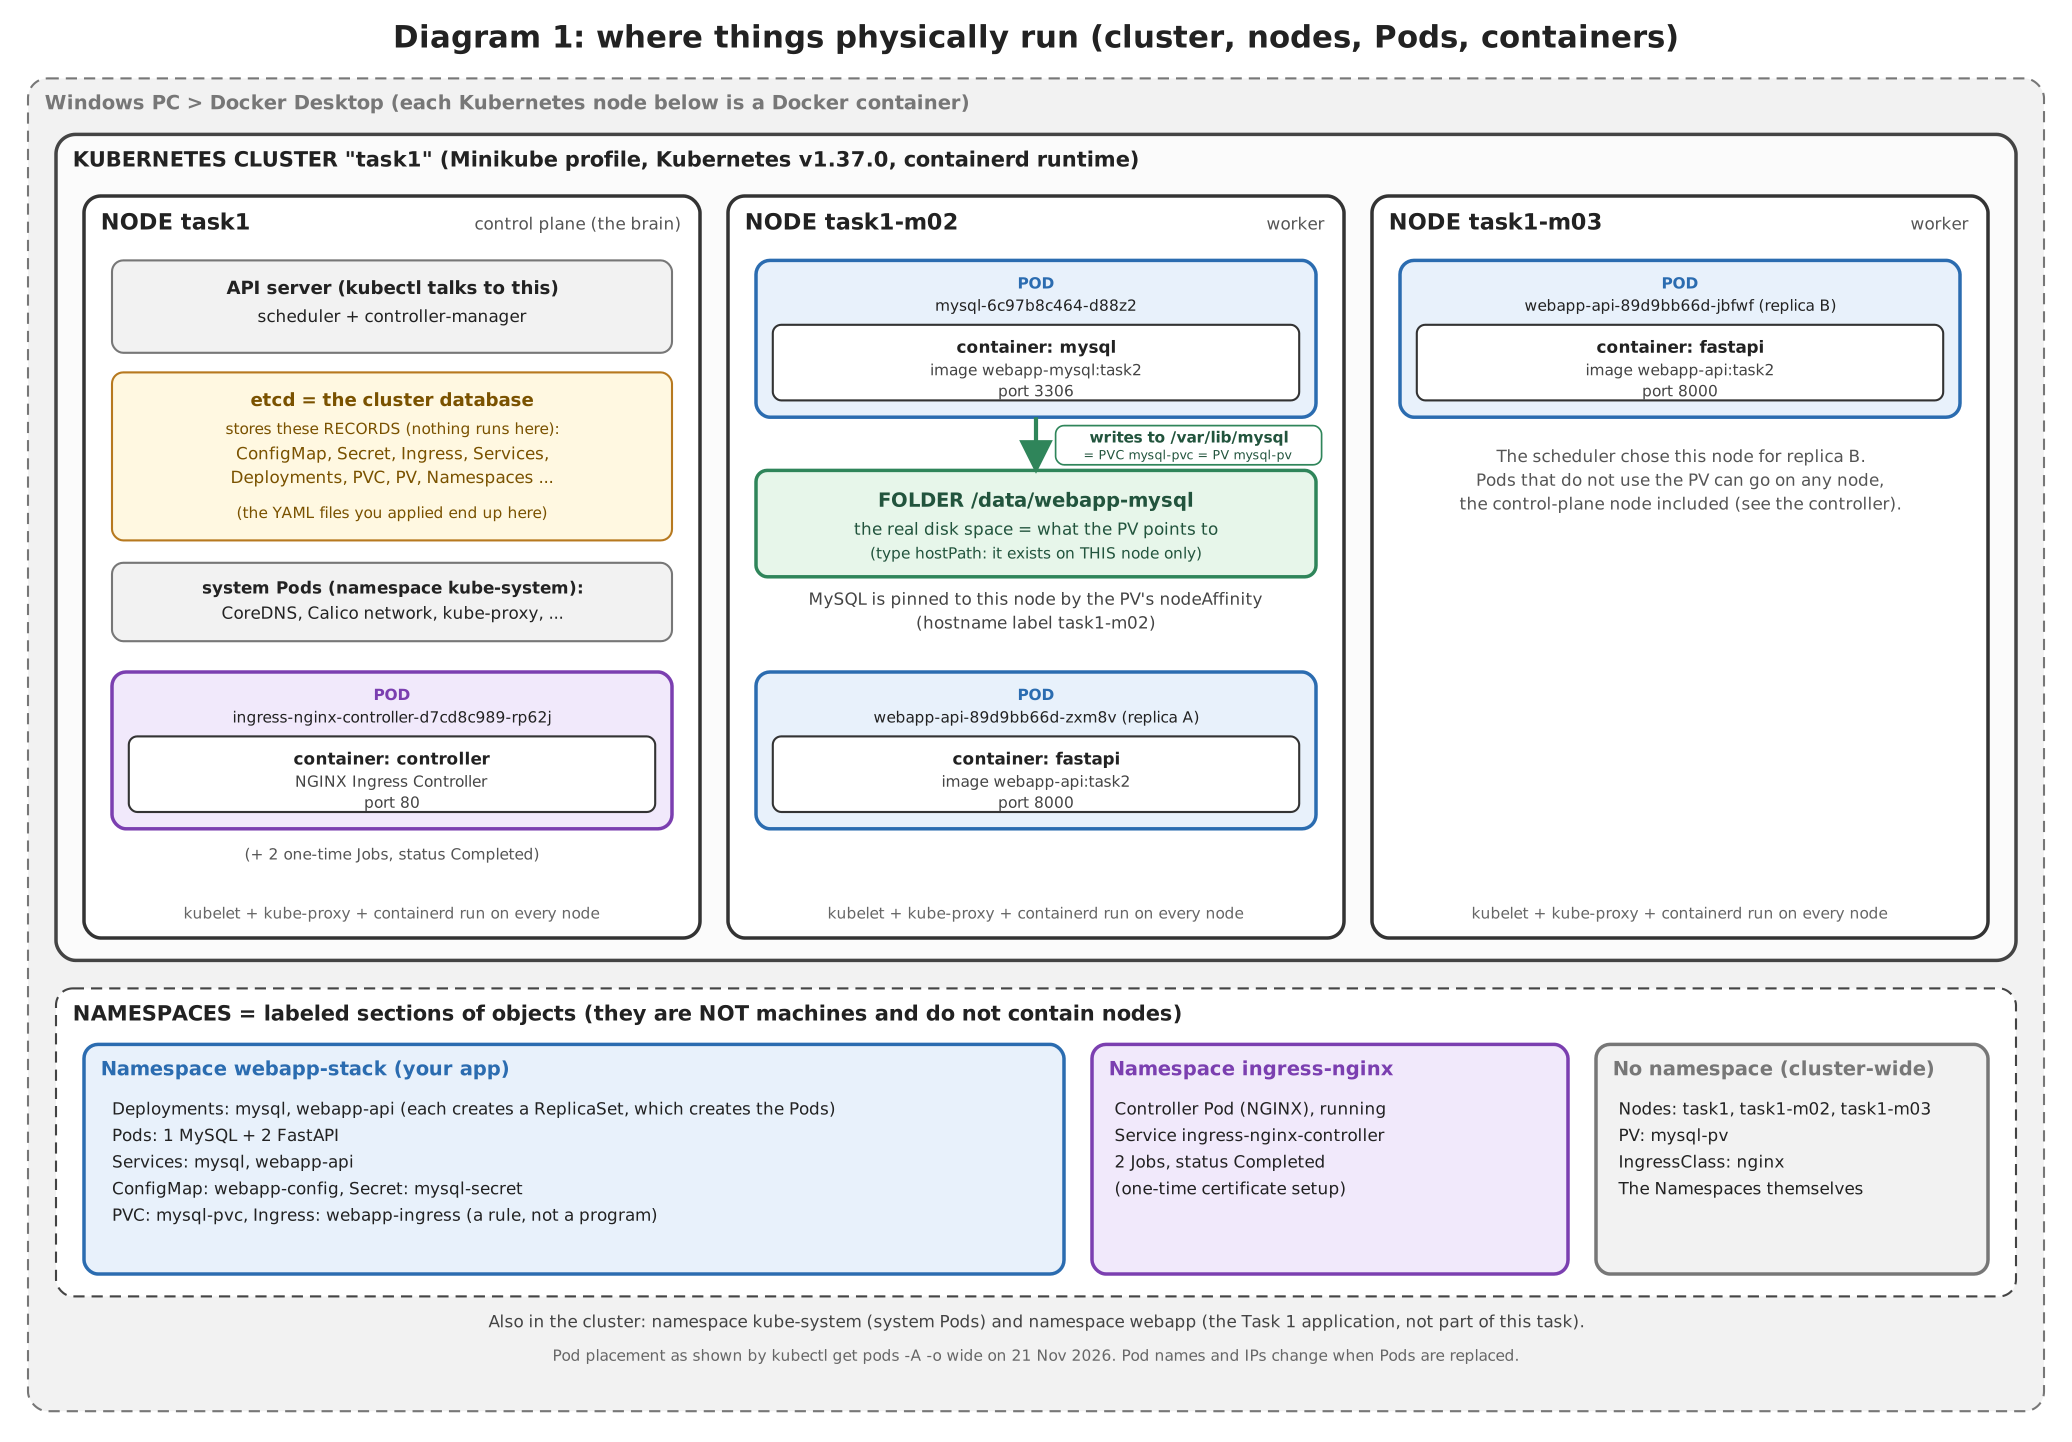 Diagram 1: where things physically run (cluster, nodes, Pods, containers)
Windows PC > Docker Desktop (each Kubernetes node below is a Docker container)
KUBERNETES CLUSTER "task1" (Minikube profile, Kubernetes v1.37.0, containerd runtime)
NODE task1
control plane (the brain)
API server (kubectl talks to this)
scheduler + controller-manager
etcd = the cluster database
stores these RECORDS (nothing runs here):
ConfigMap, Secret, Ingress, Services,
Deployments, PVC, PV, Namespaces ...
(the YAML files you applied end up here)
system Pods (namespace kube-system):
CoreDNS, Calico network, kube-proxy, ...
POD
ingress-nginx-controller-d7cd8c989-rp62j
container: controller
NGINX Ingress Controller
port 80
(+ 2 one-time Jobs, status Completed)
kubelet + kube-proxy + containerd run on every node
NODE task1-m02
worker
POD
mysql-6c97b8c464-d88z2
container: mysql
image webapp-mysql:task2
port 3306
writes to /var/lib/mysql
= PVC mysql-pvc = PV mysql-pv
FOLDER /data/webapp-mysql
the real disk space = what the PV points to
(type hostPath: it exists on THIS node only)
MySQL is pinned to this node by the PV's nodeAffinity
(hostname label task1-m02)
POD
webapp-api-89d9bb66d-zxm8v (replica A)
container: fastapi
image webapp-api:task2
port 8000
kubelet + kube-proxy + containerd run on every node
NODE task1-m03
worker
POD
webapp-api-89d9bb66d-jbfwf (replica B)
container: fastapi
image webapp-api:task2
port 8000
The scheduler chose this node for replica B.
Pods that do not use the PV can go on any node,
the control-plane node included (see the controller).
kubelet + kube-proxy + containerd run on every node
NAMESPACES = labeled sections of objects (they are NOT machines and do not contain nodes)
Namespace webapp-stack (your app)
Deployments: mysql, webapp-api (each creates a ReplicaSet, which creates the Pods)
Pods: 1 MySQL + 2 FastAPI
Services: mysql, webapp-api
ConfigMap: webapp-config, Secret: mysql-secret
PVC: mysql-pvc, Ingress: webapp-ingress (a rule, not a program)
Namespace ingress-nginx
Controller Pod (NGINX), running
Service ingress-nginx-controller
2 Jobs, status Completed
(one-time certificate setup)
No namespace (cluster-wide)
Nodes: task1, task1-m02, task1-m03
PV: mysql-pv
IngressClass: nginx
The Namespaces themselves
Also in the cluster: namespace kube-system (system Pods) and namespace webapp (the Task 1 application, not part of this task).
Pod placement as shown by kubectl get pods -A -o wide on 21 Nov 2026. Pod names and IPs change when Pods are replaced.